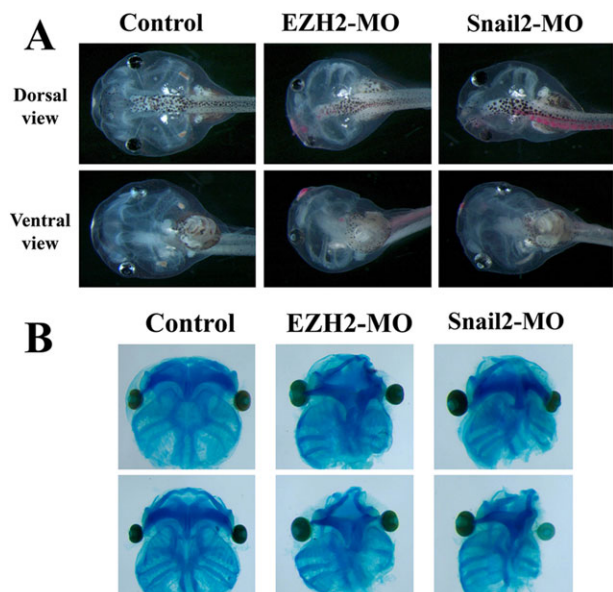 A
Control
EZH2-MO
Snail2-MO
Dorsal
view
Ventral
view
B
Control
EZH2-MO
Snail2-MO